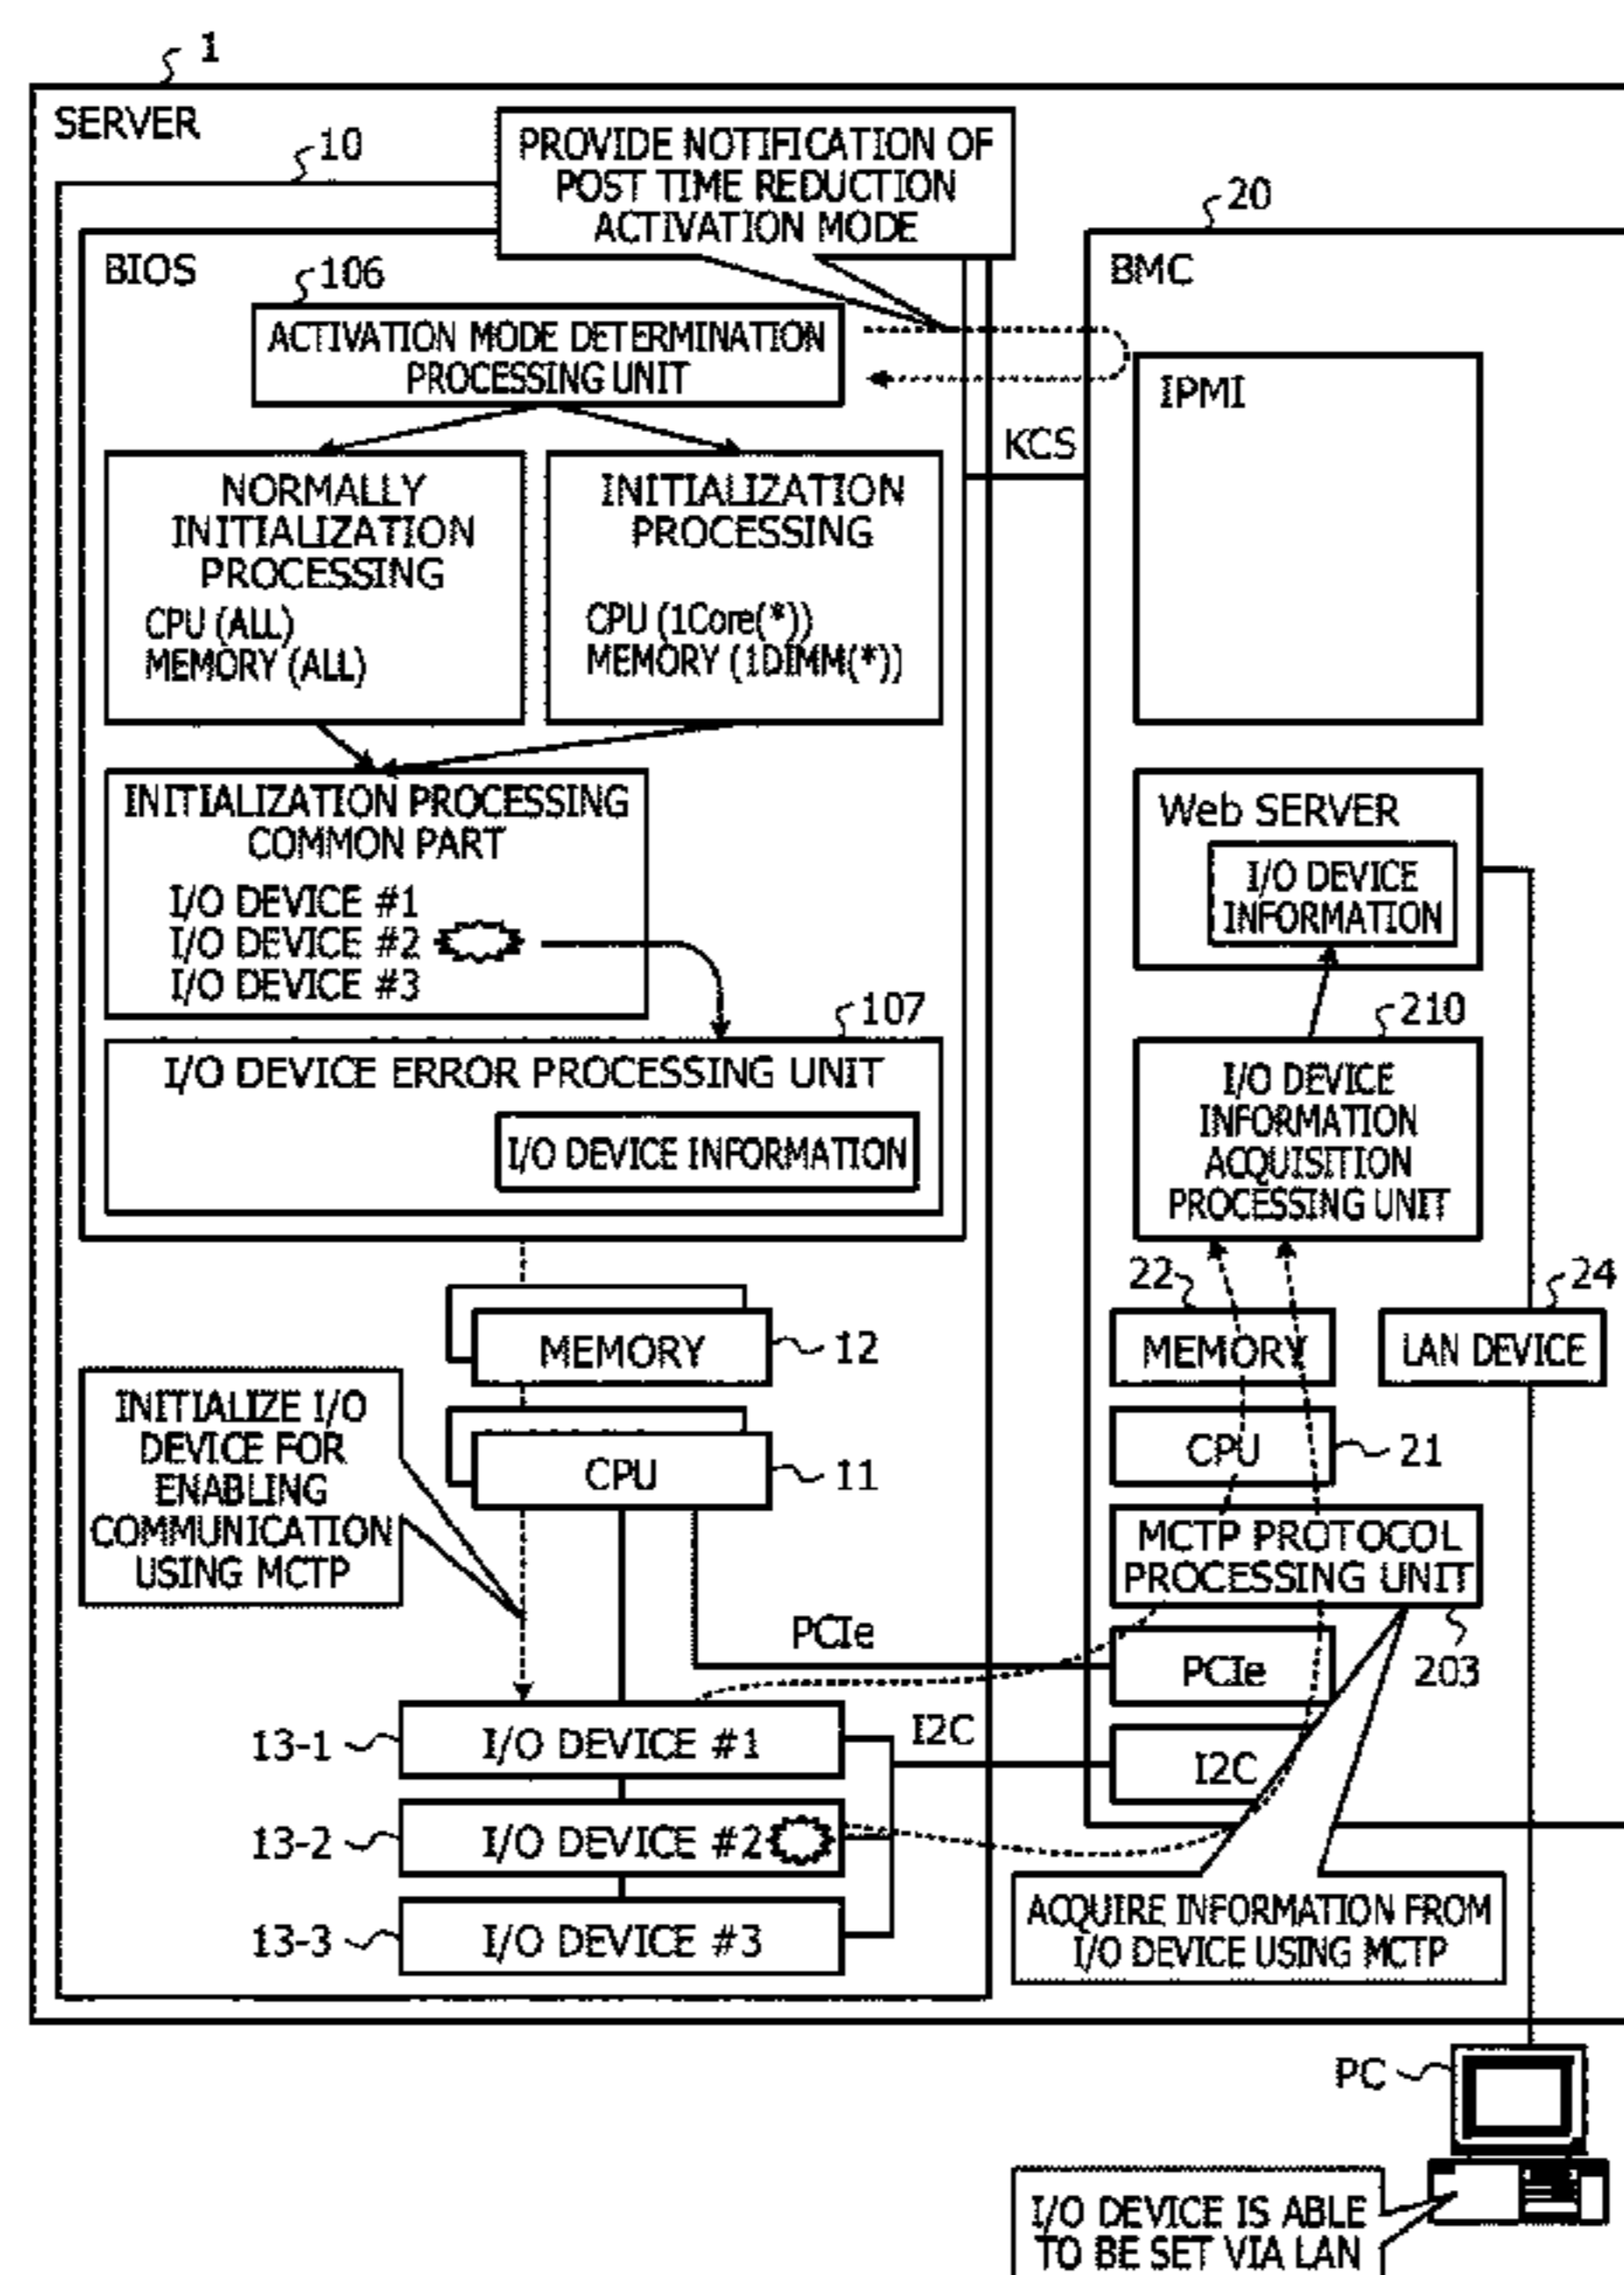 1
SERVER
10
PROVIDE NOTIFICATION OF
POST TIME REDUCTION
ACTIVATION MODE
20
BIOS
106
BMC
ACTIVATION MODE DETERMINATION
PROCESSING UNIT
IPMI
KCS
NORMALLY
INITIALIZATION
PROCESSING
CPU (ALL)
MEMORY (ALL)
INITIALIZATION
PROCESSING
CPU (1Core(*))
MEMORY (1DIMM(*))
INITIALIZATION PROCESSING
COMMON PART
I/O DEVICE #1
I/O DEVICE #2
I/O DEVICE #3
Web SERVER
I/O DEVICE
INFORMATION
107
I/O DEVICE ERROR PROCESSING UNIT
I/O DEVICE INFORMATION
210
I/O DEVICE
INFORMATION
ACQUISITION
PROCESSING UNIT
22
24
MEMORY
12
MEMORY
LAN DEVICE
INITIALIZE I/O
DEVICE FOR
ENABLING
COMMUNICATION
USING MCTP
CPU
11
CPU
21
MCTP PROTOCOL
PROCESSING UNIT
203
PCIe
PCIe
13-1
I/O DEVICE #1
I2C
I2C
13-2
I/O DEVICE #2
13-3
I/O DEVICE #3
ACQUIRE INFORMATION FROM
I/O DEVICE USING MCTP
PC
I/O DEVICE IS ABLE
TO BE SET VIA LAN